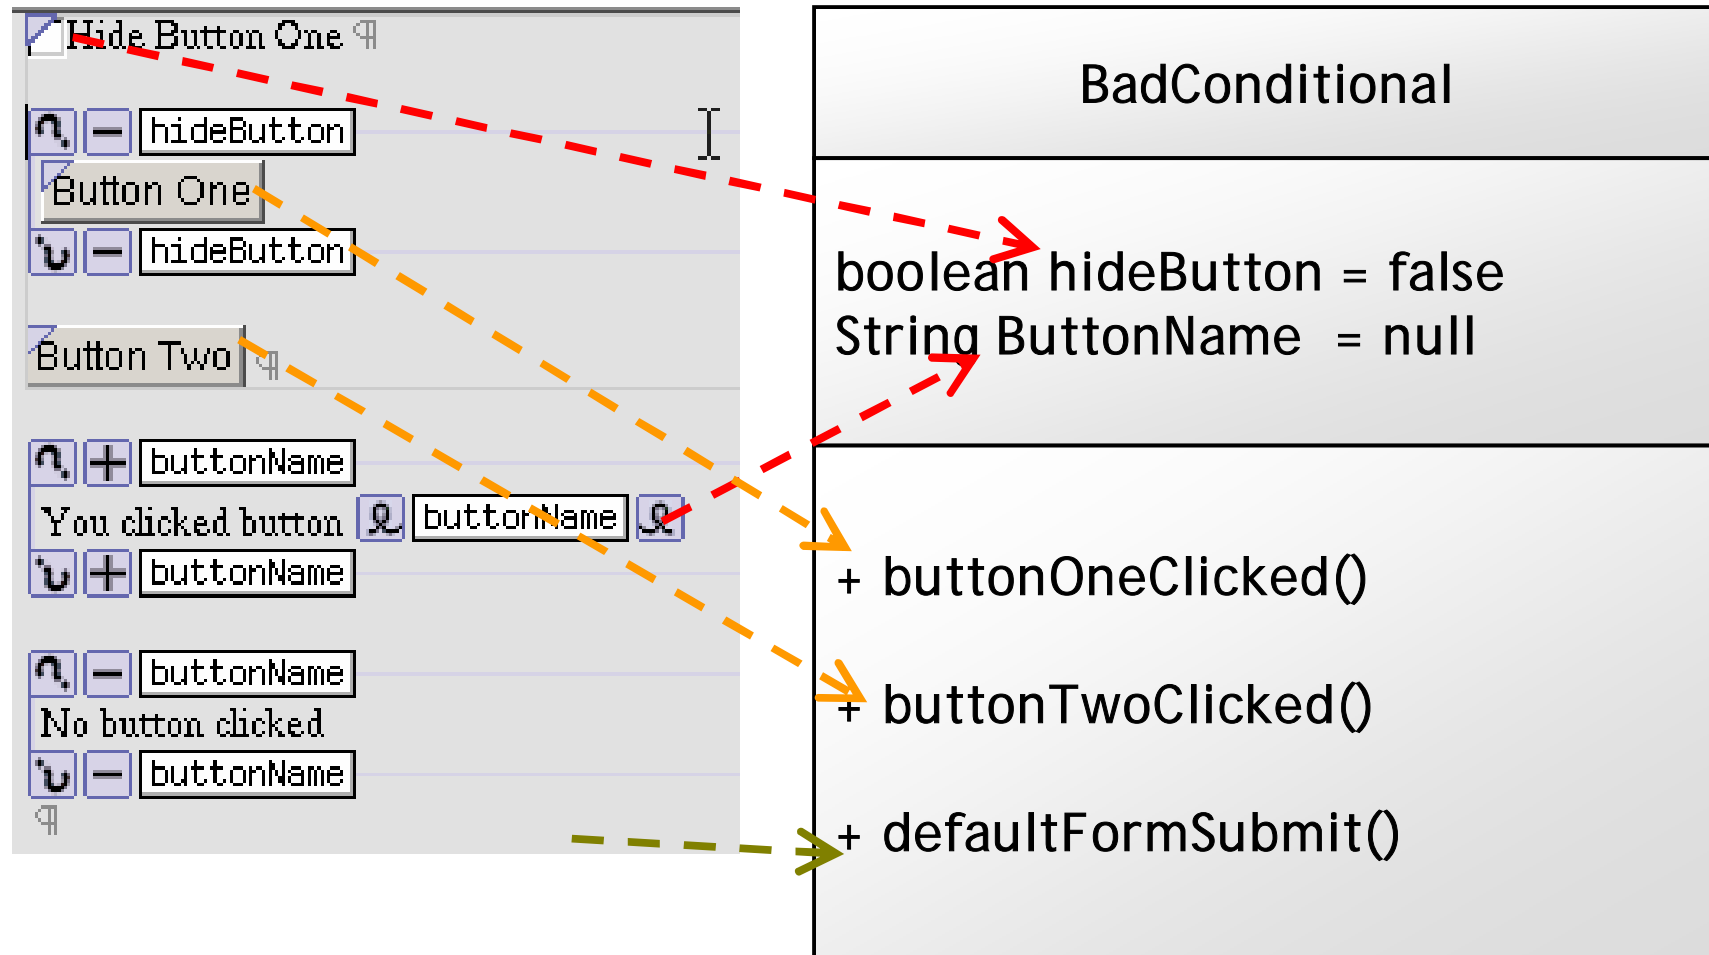 Hide Button One ¶
hideButton
Button One
hideButton
Button Two ¶
buttonName
You clicked button buttonName
buttonName
buttonName
No button clicked
buttonName
¶
BadConditional
boolean hideButton = false
String ButtonName = null
+ buttonOneClicked()
+ buttonTwoClicked()
+ defaultFormSubmit()